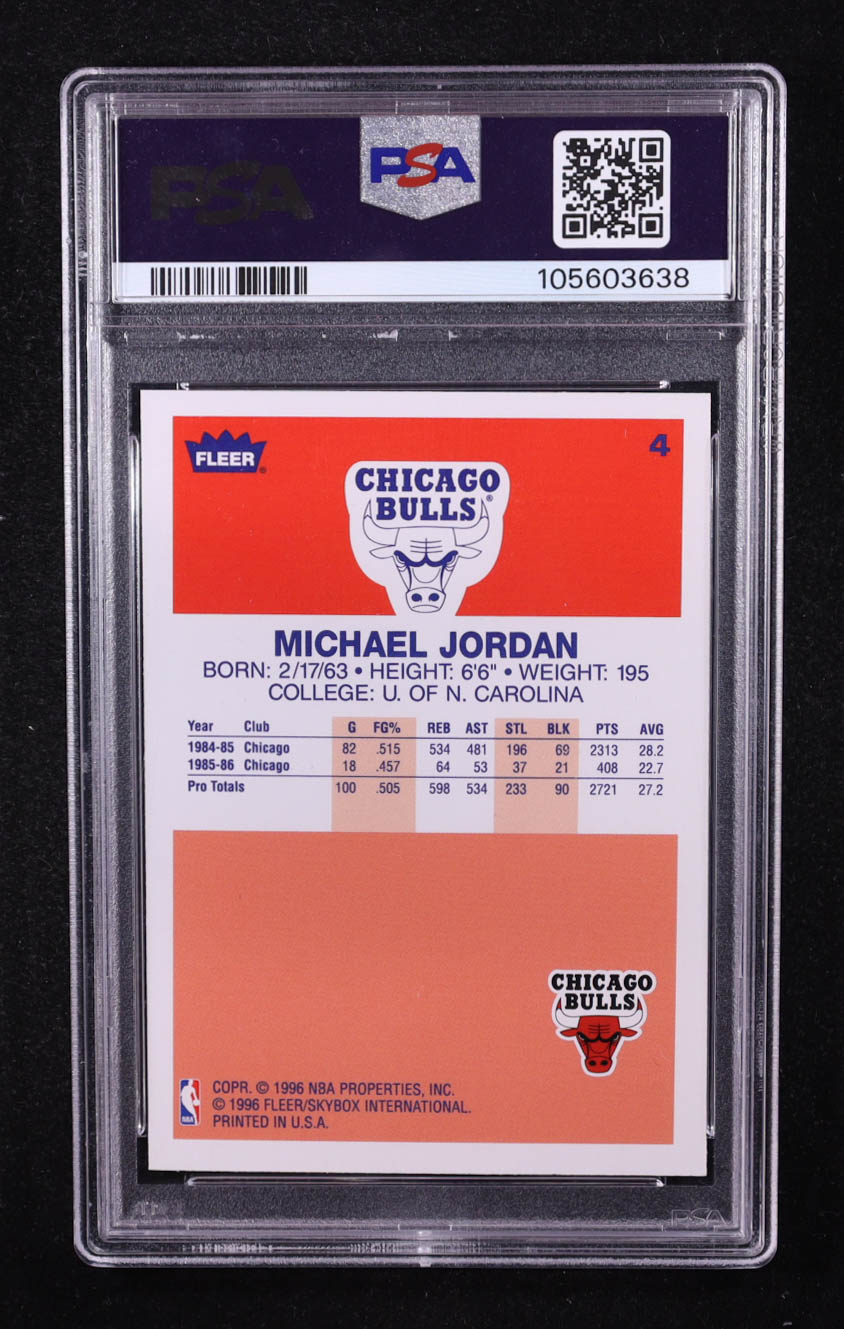 PSA
PSA
105603638
FLEER®
4
CHICAGO
BULLS®
MICHAEL JORDAN
BORN: 2/17/63 • HEIGHT: 6'6" • WEIGHT: 195
COLLEGE: U. OF N. CAROLINA
Year Club G FG% REB AST STL BLK PTS AVG
1984-85 Chicago 82 .515 534 481 196 69 2313 28.2
1985-86 Chicago 18 .457 64 53 37 21 408 22.7
Pro Totals 100 .505 598 534 233 90 2721 27.2
CHICAGO
BULLS
NBA
COPR. © 1996 NBA PROPERTIES, INC.
© 1996 FLEER/SKYBOX INTERNATIONAL.
PRINTED IN U.S.A.
PSA